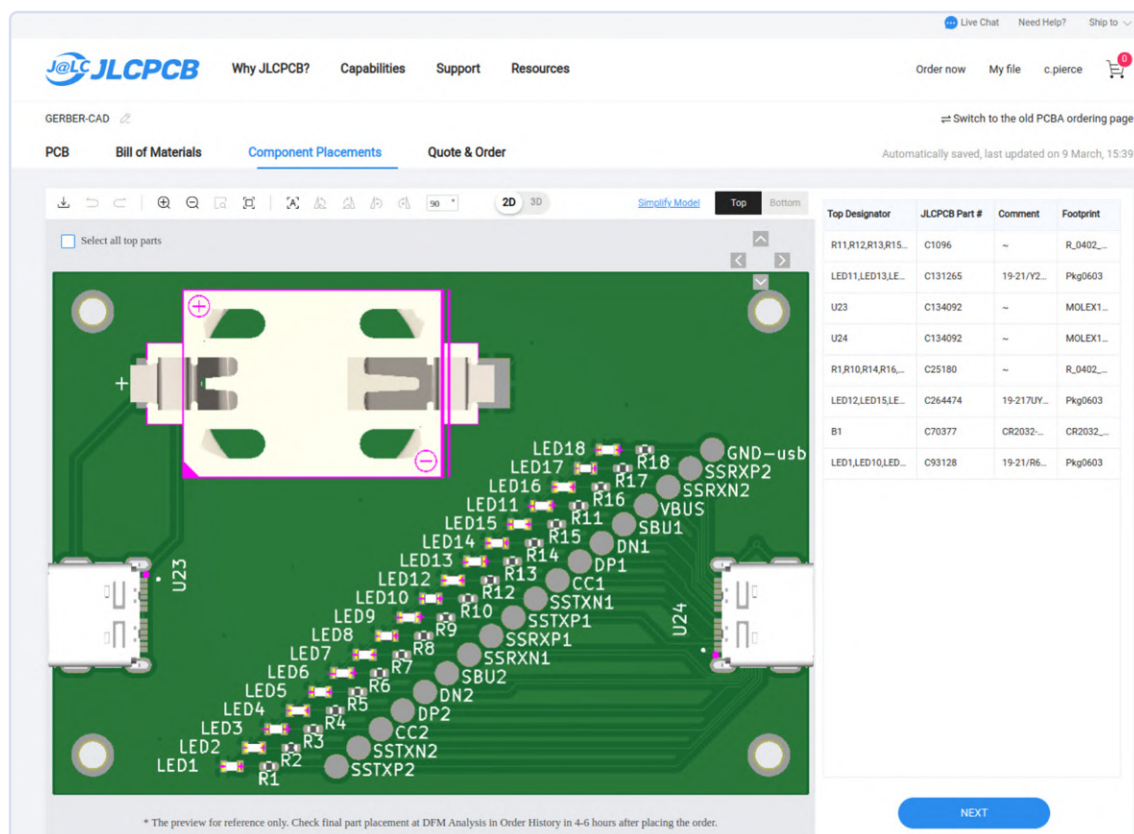 Live Chat Need Help? Ship to
J@LC JLCPCB Why JLCPCB? Capabilities Support Resources Order now My file c.pierce 0
GERBER-CAD Switch to the old PCBA ordering page
PCB Bill of Materials Component Placements Quote & Order Automatically saved, last updated on 9 March, 15:39
A 90 ° 2D 3D Simplify Model Top Bottom
Select all top parts
Top Designator JLCPCB Part # Comment Footprint
R11,R12,R13,R15... C1096 ~ R_0402_...
LED11,LED13,LE... C131265 19-21/Y2... Pkg0603
U23 C134092 ~ MOLEX1...
U24 C134092 ~ MOLEX1...
R1,R10,R14,R16,... C25180 ~ R_0402_...
LED12,LED15,LE... C264474 19-217UY... Pkg0603
B1 C70377 CR2032-... CR2032_...
LED1,LED10,LED... C93128 19-21/R6... Pkg0603
+
+
−
LED18 R18 GND-usb
LED17 R17 SSRXP2
LED16 R16 SSRXN2
LED11 R11 VBUS
LED15 R15 SBU1
LED14 R14 DN1
LED13 R13 DP1
LED12 R12 CC1
LED10 R10 SSTXN1
LED9 R9 SSTXP1
LED8 R8 SSRXP1
LED7 R7 SSRXN1
LED6 R6 SBU2
LED5 R5 DN2
LED4 R4 DP2
LED3 R3 CC2
LED2 R2 SSTXN2
LED1 R1 SSTXP2
U23
U24
* The preview for reference only. Check final part placement at DFM Analysis in Order History in 4-6 hours after placing the order.
NEXT